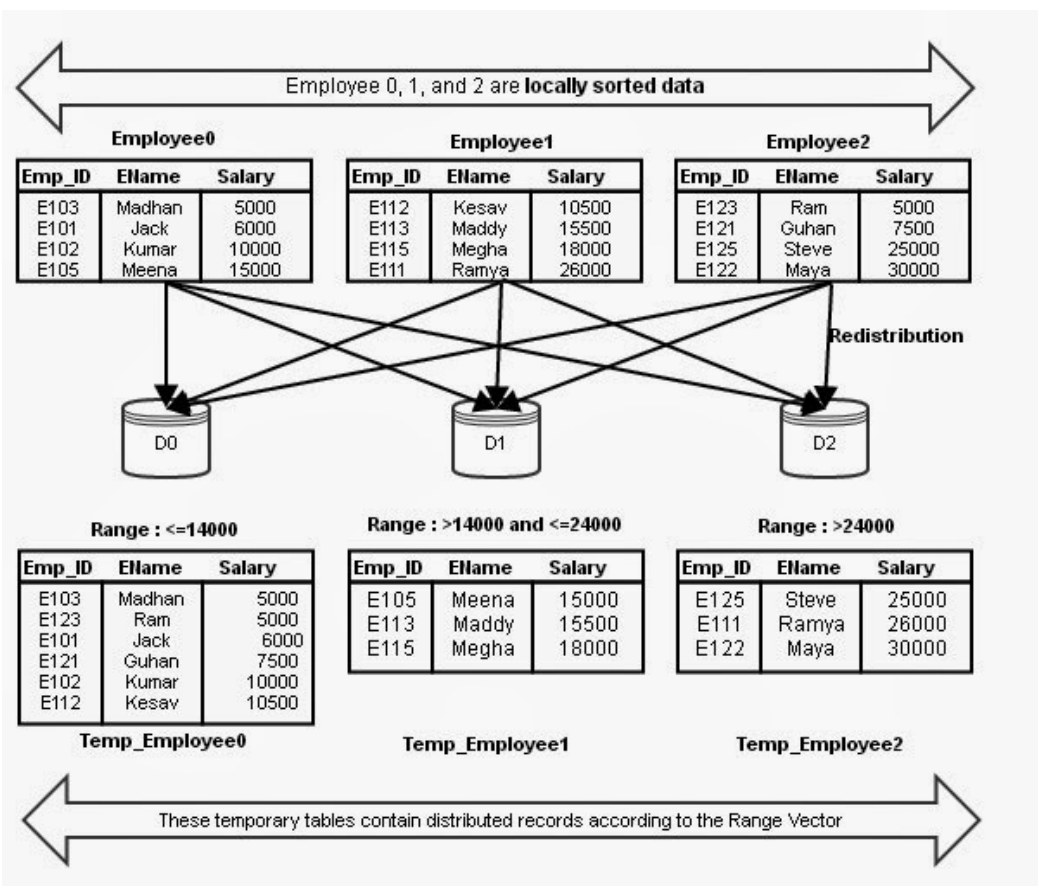 Employee 0, 1, and 2 are locally sorted data
Employee0 Employee1 Employee2
Emp_ID EName Salary Emp_ID EName Salary Emp_ID EName Salary
E103 Madhan 5000 E112 Kesav 10500 E123 Ram 5000
E101 Jack 6000 E113 Maddy 15500 E121 Guhan 7500
E102 Kumar 10000 E115 Megha 18000 E125 Steve 25000
E105 Meena 15000 E111 Ramya 26000 E122 Maya 30000
Redistribution
D0 D1 D2
Range : <=14000 Range : >14000 and <=24000 Range : >24000
Emp_ID EName Salary Emp_ID EName Salary Emp_ID EName Salary
E103 Madhan 5000 E105 Meena 15000 E125 Steve 25000
E123 Ram 5000 E113 Maddy 15500 E111 Ramya 26000
E101 Jack 6000 E115 Megha 18000 E122 Maya 30000
E121 Guhan 7500
E102 Kumar 10000
E112 Kesav 10500
Temp_Employee0 Temp_Employee1 Temp_Employee2
These temporary tables contain distributed records according to the Range Vector